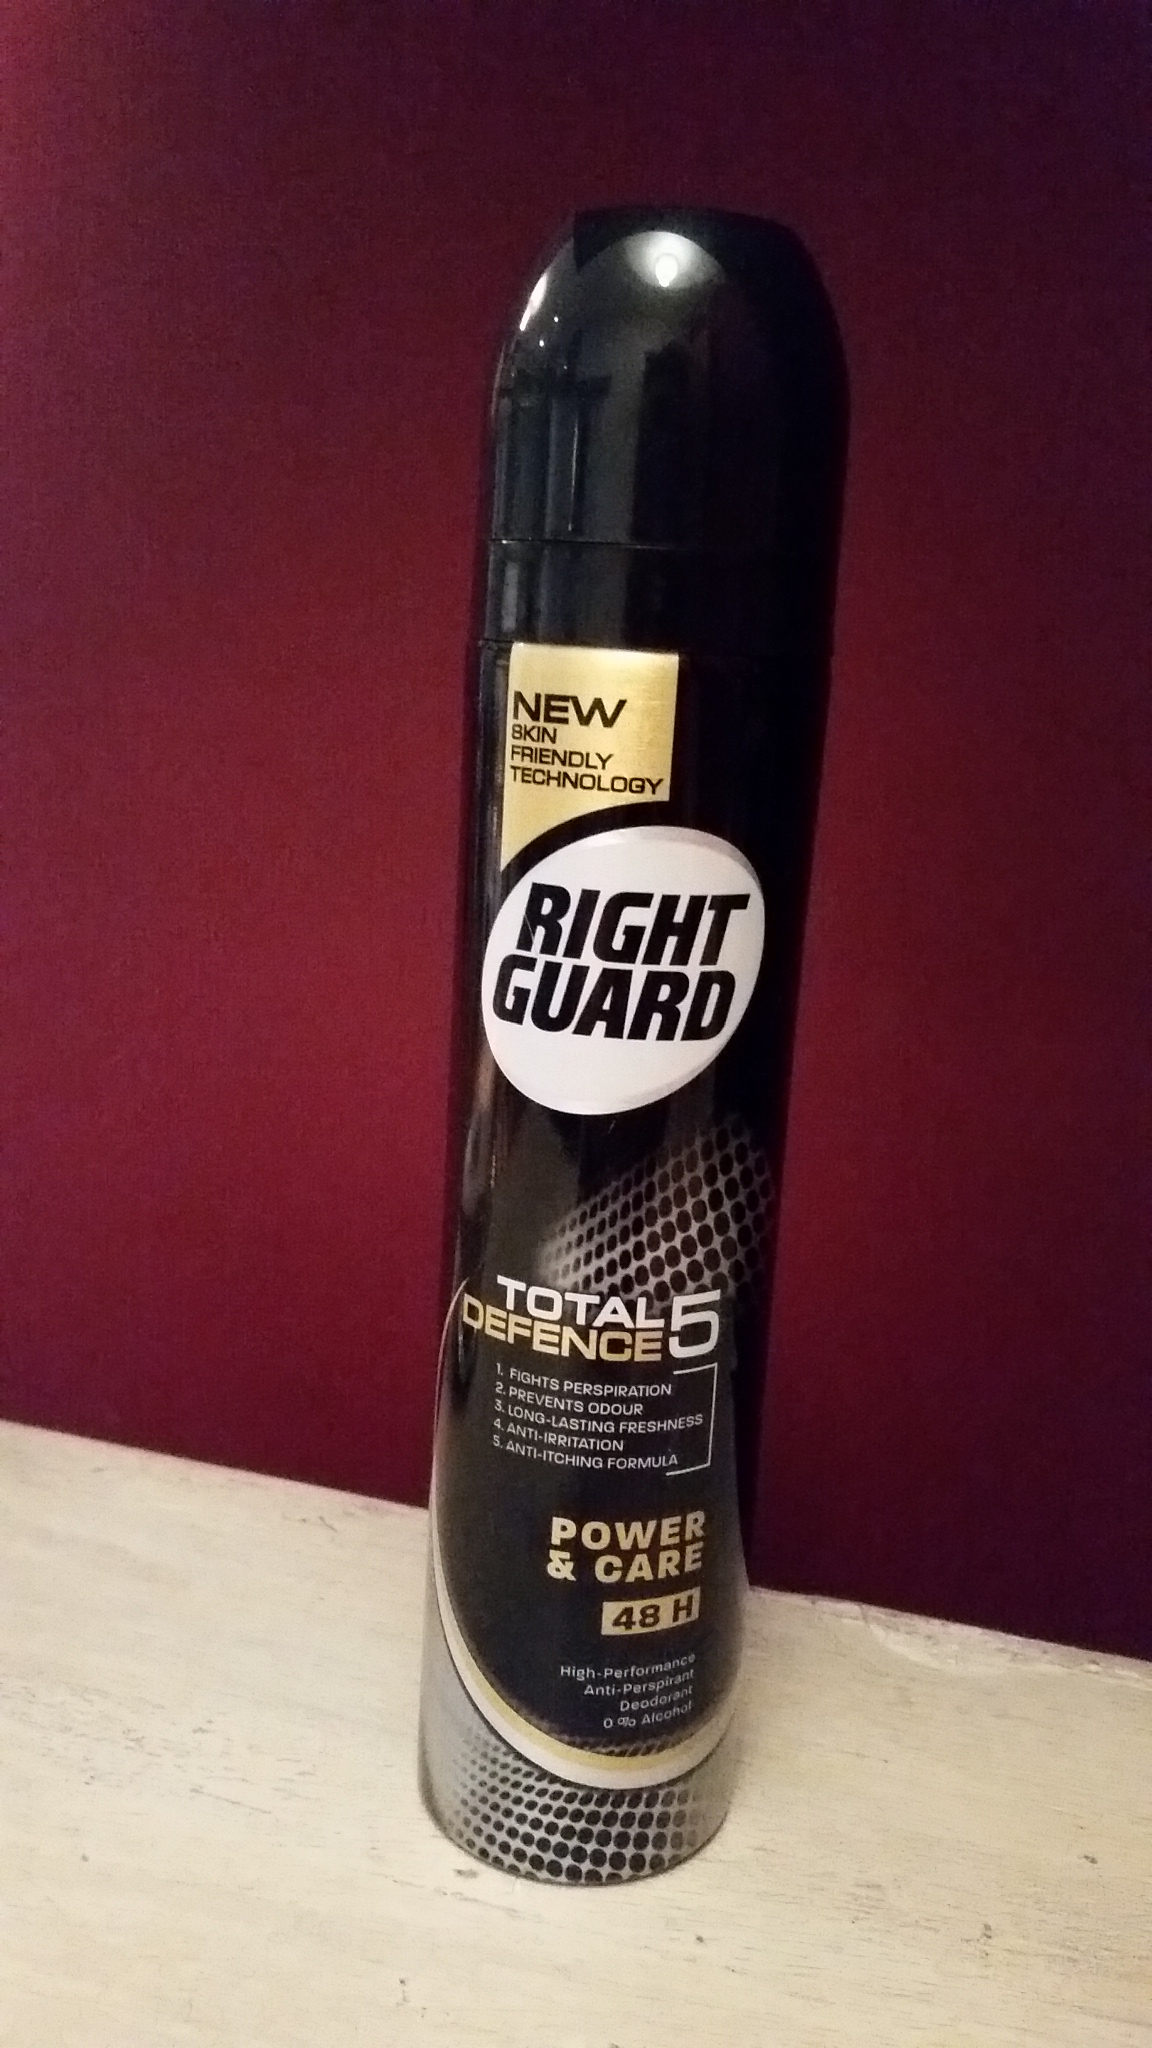 NEW
SKIN
FRIENDLY
TECHNOLOGY
RIGHT
GUARD
TOTAL
DEFENCE 5
1. FIGHTS PERSPIRATION
2. PREVENTS ODOUR
3. LONG-LASTING FRESHNESS
4. ANTI-IRRITATION
5. ANTI-ITCHING FORMULA
POWER
& CARE
48 H
High-Performance
Anti-Perspirant
Deodorant
0 % Alcohol